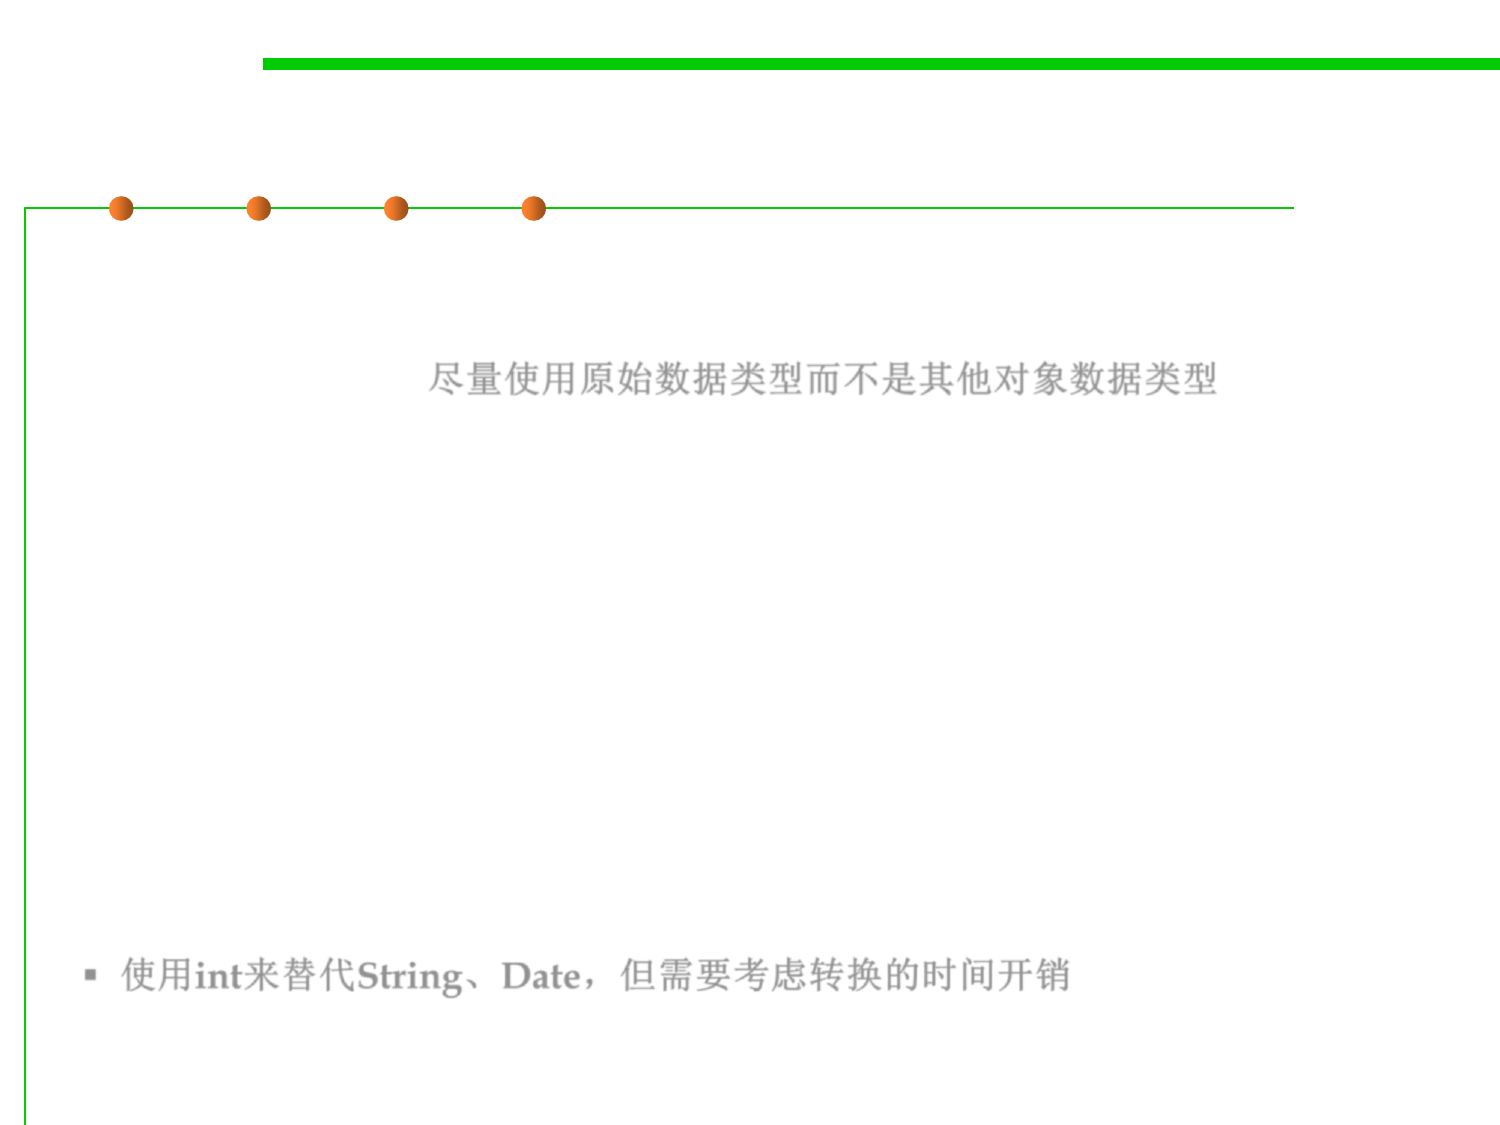 尽量使用原始数据类型而不是其他对象数据类型
▪ 使用int来替代String、Date，但需要考虑转换的时间开销